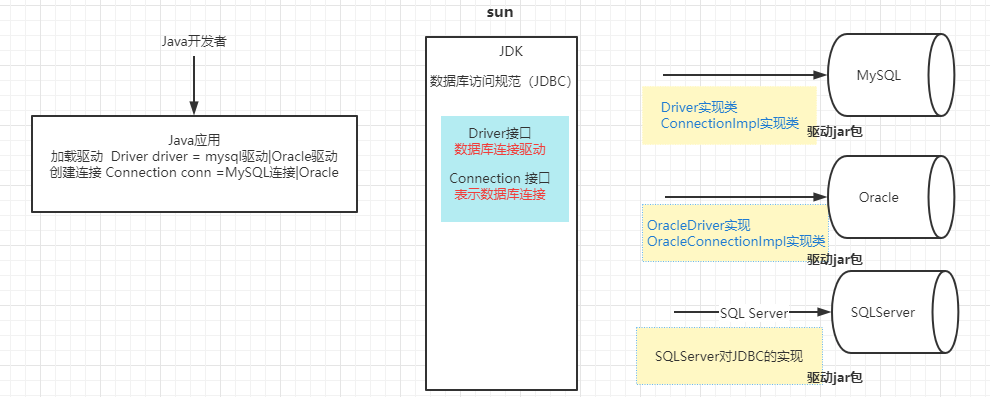 sun
Java开发者
Java应用
加载驱动 Driver driver = mysql驱动|Oracle驱动
创建连接 Connection conn =MySQL连接|Oracle
JDK
数据库访问规范（JDBC）
Driver接口
数据库连接驱动
Connection 接口
表示数据库连接
MySQL
Driver实现类
ConnectionImpl实现类
驱动jar包
Oracle
OracleDriver实现
OracleConnectionImpl实现类
驱动jar包
SQL Server
SQLServer
SQLServer对JDBC的实现
驱动jar包